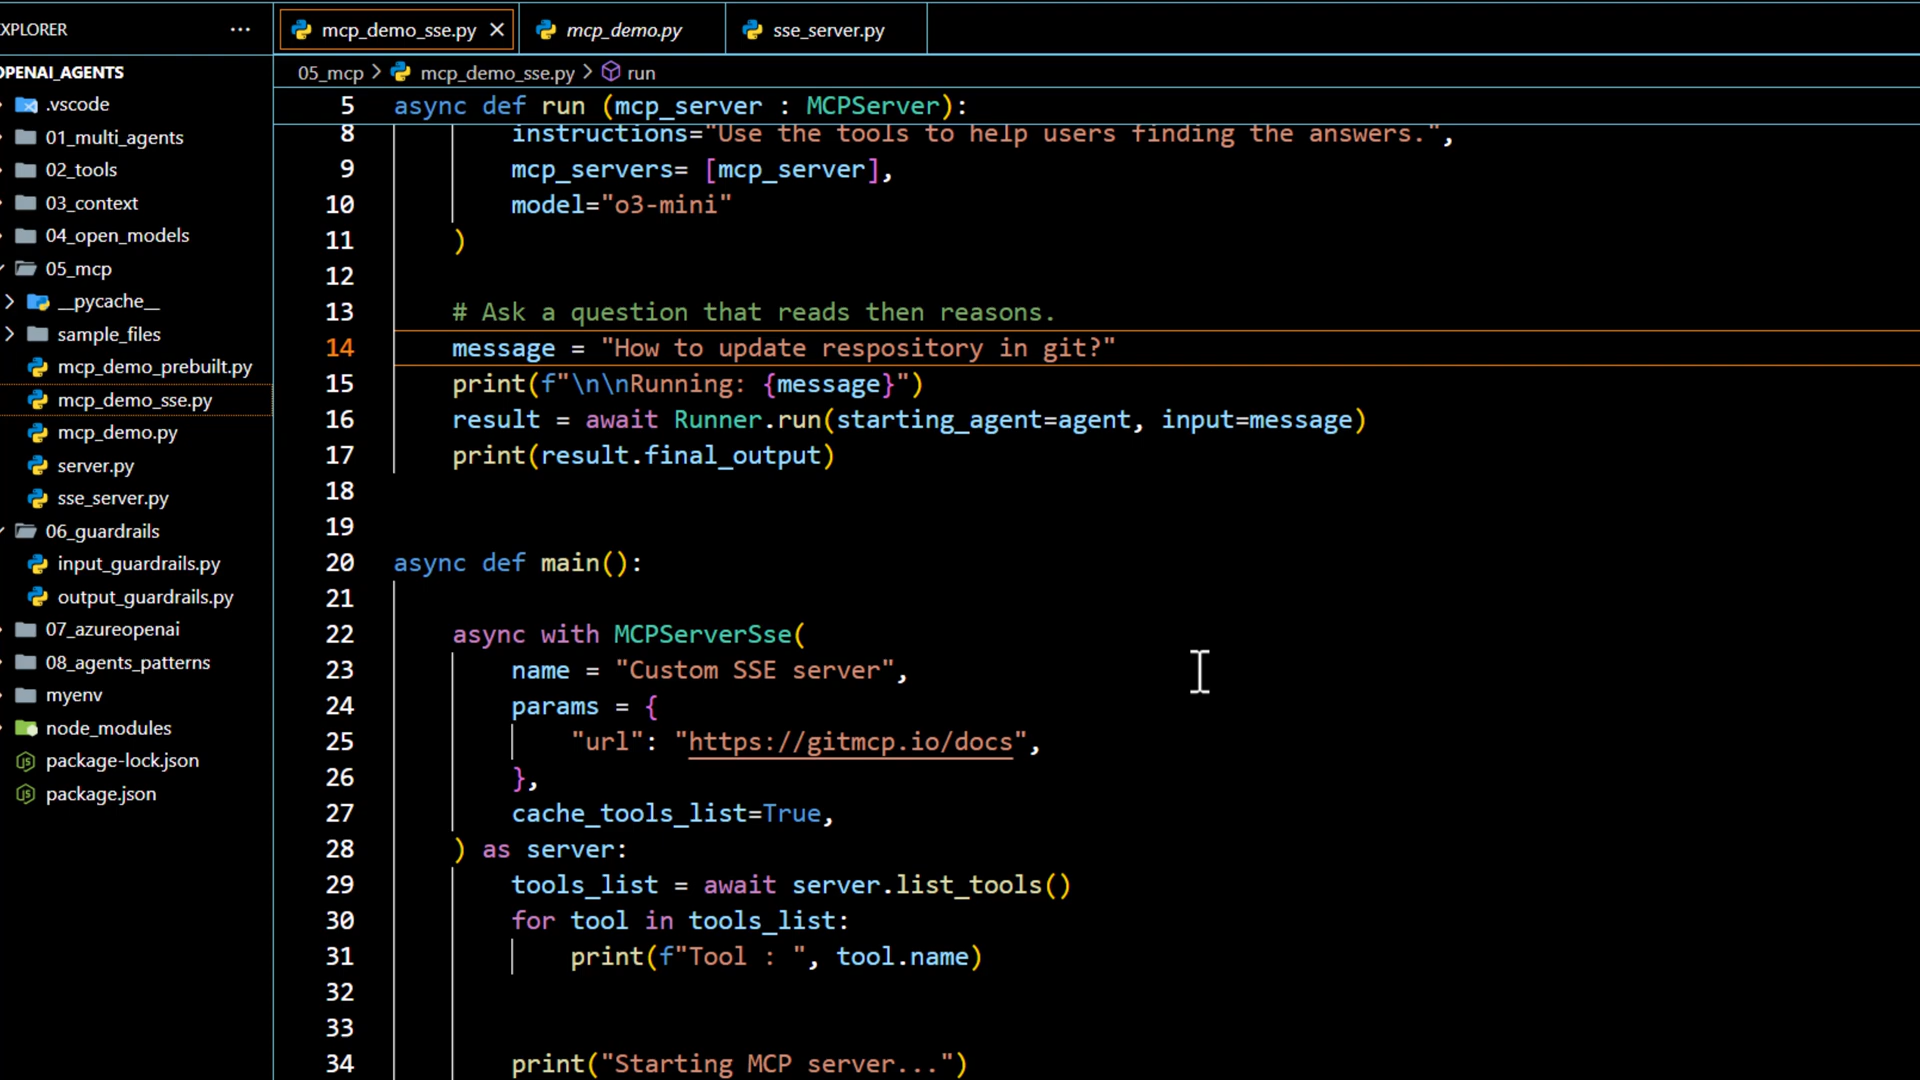 XPLORER
OPENAI_AGENTS
.vscode
01_multi_agents
02_tools
03_context
04_open_models
05_mcp
__pycache__
sample_files
mcp_demo_prebuilt.py
mcp_demo_sse.py
mcp_demo.py
server.py
sse_server.py
06_guardrails
input_guardrails.py
output_guardrails.py
07_azureopenai
08_agents_patterns
myenv
node_modules
package-lock.json
package.json
mcp_demo_sse.py mcp_demo.py sse_server.py
05_mcp > mcp_demo_sse.py > run
5 async def run (mcp_server : MCPServer):
8 instructions="Use the tools to help users finding the answers.",
9 mcp_servers= [mcp_server],
10 model="o3-mini"
11 )
12
13 # Ask a question that reads then reasons.
14 message = "How to update respository in git?"
15 print(f"\n\nRunning: {message}")
16 result = await Runner.run(starting_agent=agent, input=message)
17 print(result.final_output)
18
19
20 async def main():
21
22 async with MCPServerSse(
23 name = "Custom SSE server",
24 params = {
25 "url": "https://gitmcp.io/docs",
26 },
27 cache_tools_list=True,
28 ) as server:
29 tools_list = await server.list_tools()
30 for tool in tools_list:
31 print(f"Tool : ", tool.name)
32
33
34 print("Starting MCP server...")